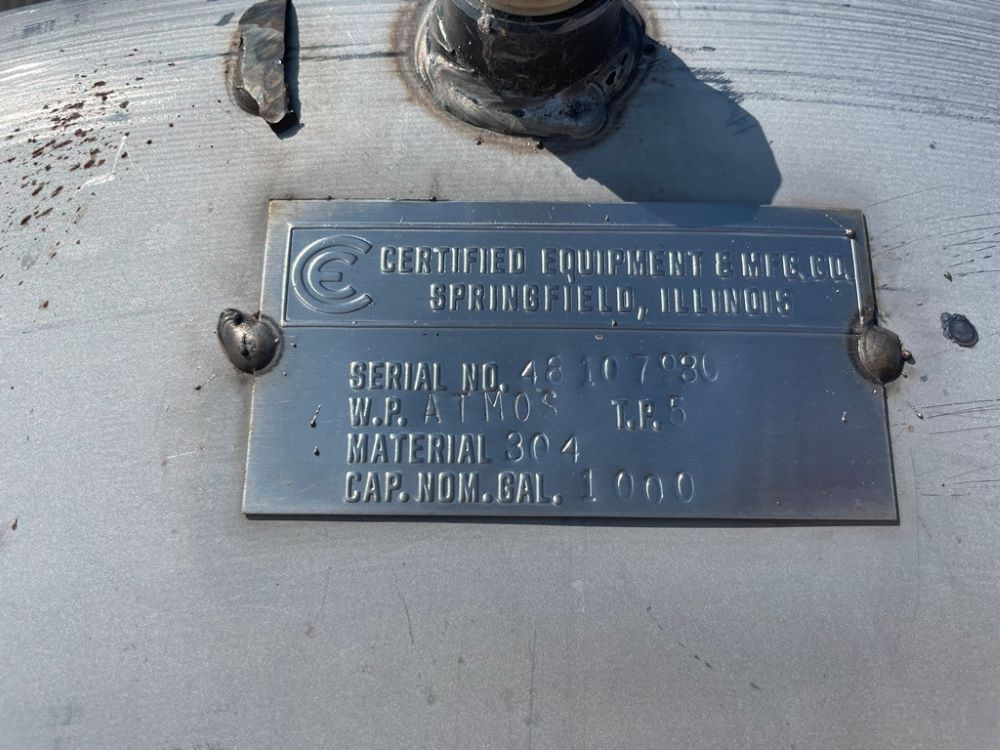 CE
CERTIFIED EQUIPMENT & MFG. CO.
SPRINGFIELD, ILLINOIS
SERIAL NO. 48 10 7980
W.P. ATMOS T.P. 5
MATERIAL 304
CAP. NOM. GAL. 1000